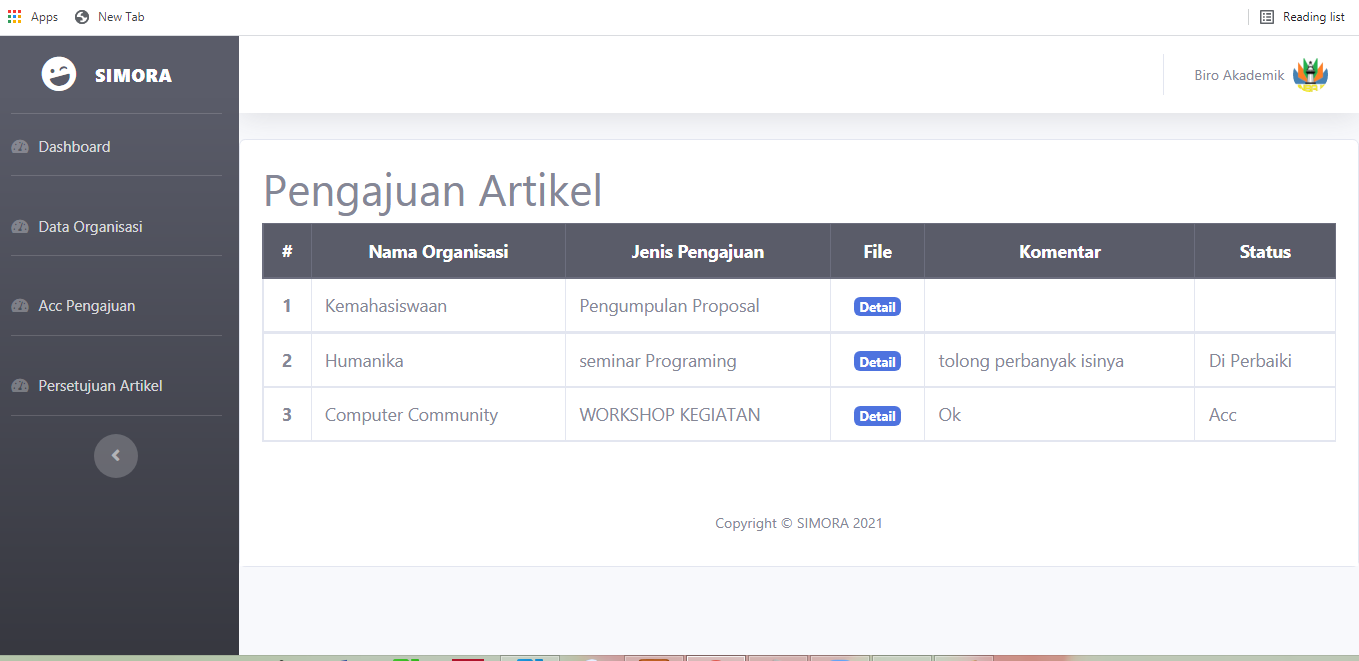 Apps New Tab Reading list
SIMORA
Biro Akademik
Dashboard
Data Organisasi
Acc Pengajuan
Persetujuan Artikel
Pengajuan Artikel
# Nama Organisasi Jenis Pengajuan File Komentar Status
1 Kemahasiswaan Pengumpulan Proposal Detail
2 Humanika seminar Programing Detail tolong perbanyak isinya Di Perbaiki
3 Computer Community WORKSHOP KEGIATAN Detail Ok Acc
Copyright © SIMORA 2021